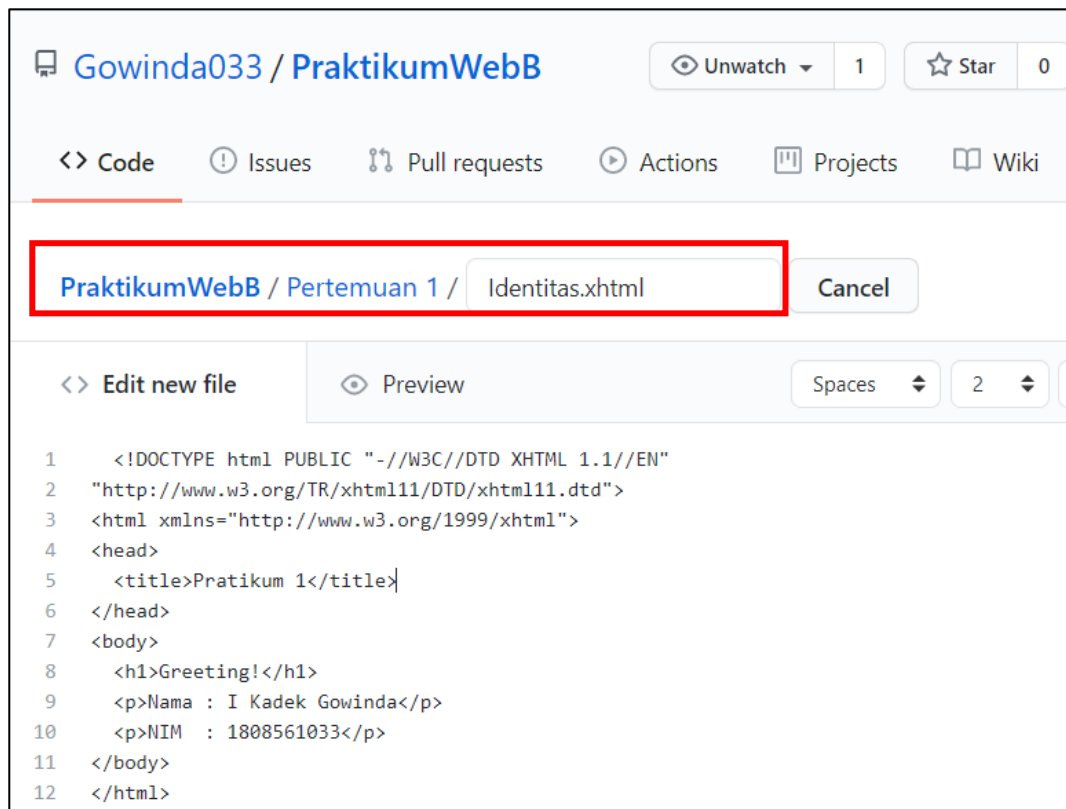 Gowinda033 / PraktikumWebB Unwatch 1 Star 0
<> Code Issues Pull requests Actions Projects Wiki
PraktikumWebB / Pertemuan 1 / Identitas.xhtml Cancel
<> Edit new file Preview Spaces 2
1 <!DOCTYPE html PUBLIC "-//W3C//DTD XHTML 1.1//EN"
2 "http://www.w3.org/TR/xhtml11/DTD/xhtml11.dtd">
3 <html xmlns="http://www.w3.org/1999/xhtml">
4 <head>
5 <title>Pratikum 1</title>
6 </head>
7 <body>
8 <h1>Greeting!</h1>
9 <p>Nama : I Kadek Gowinda</p>
10 <p>NIM  : 1808561033</p>
11 </body>
12 </html>